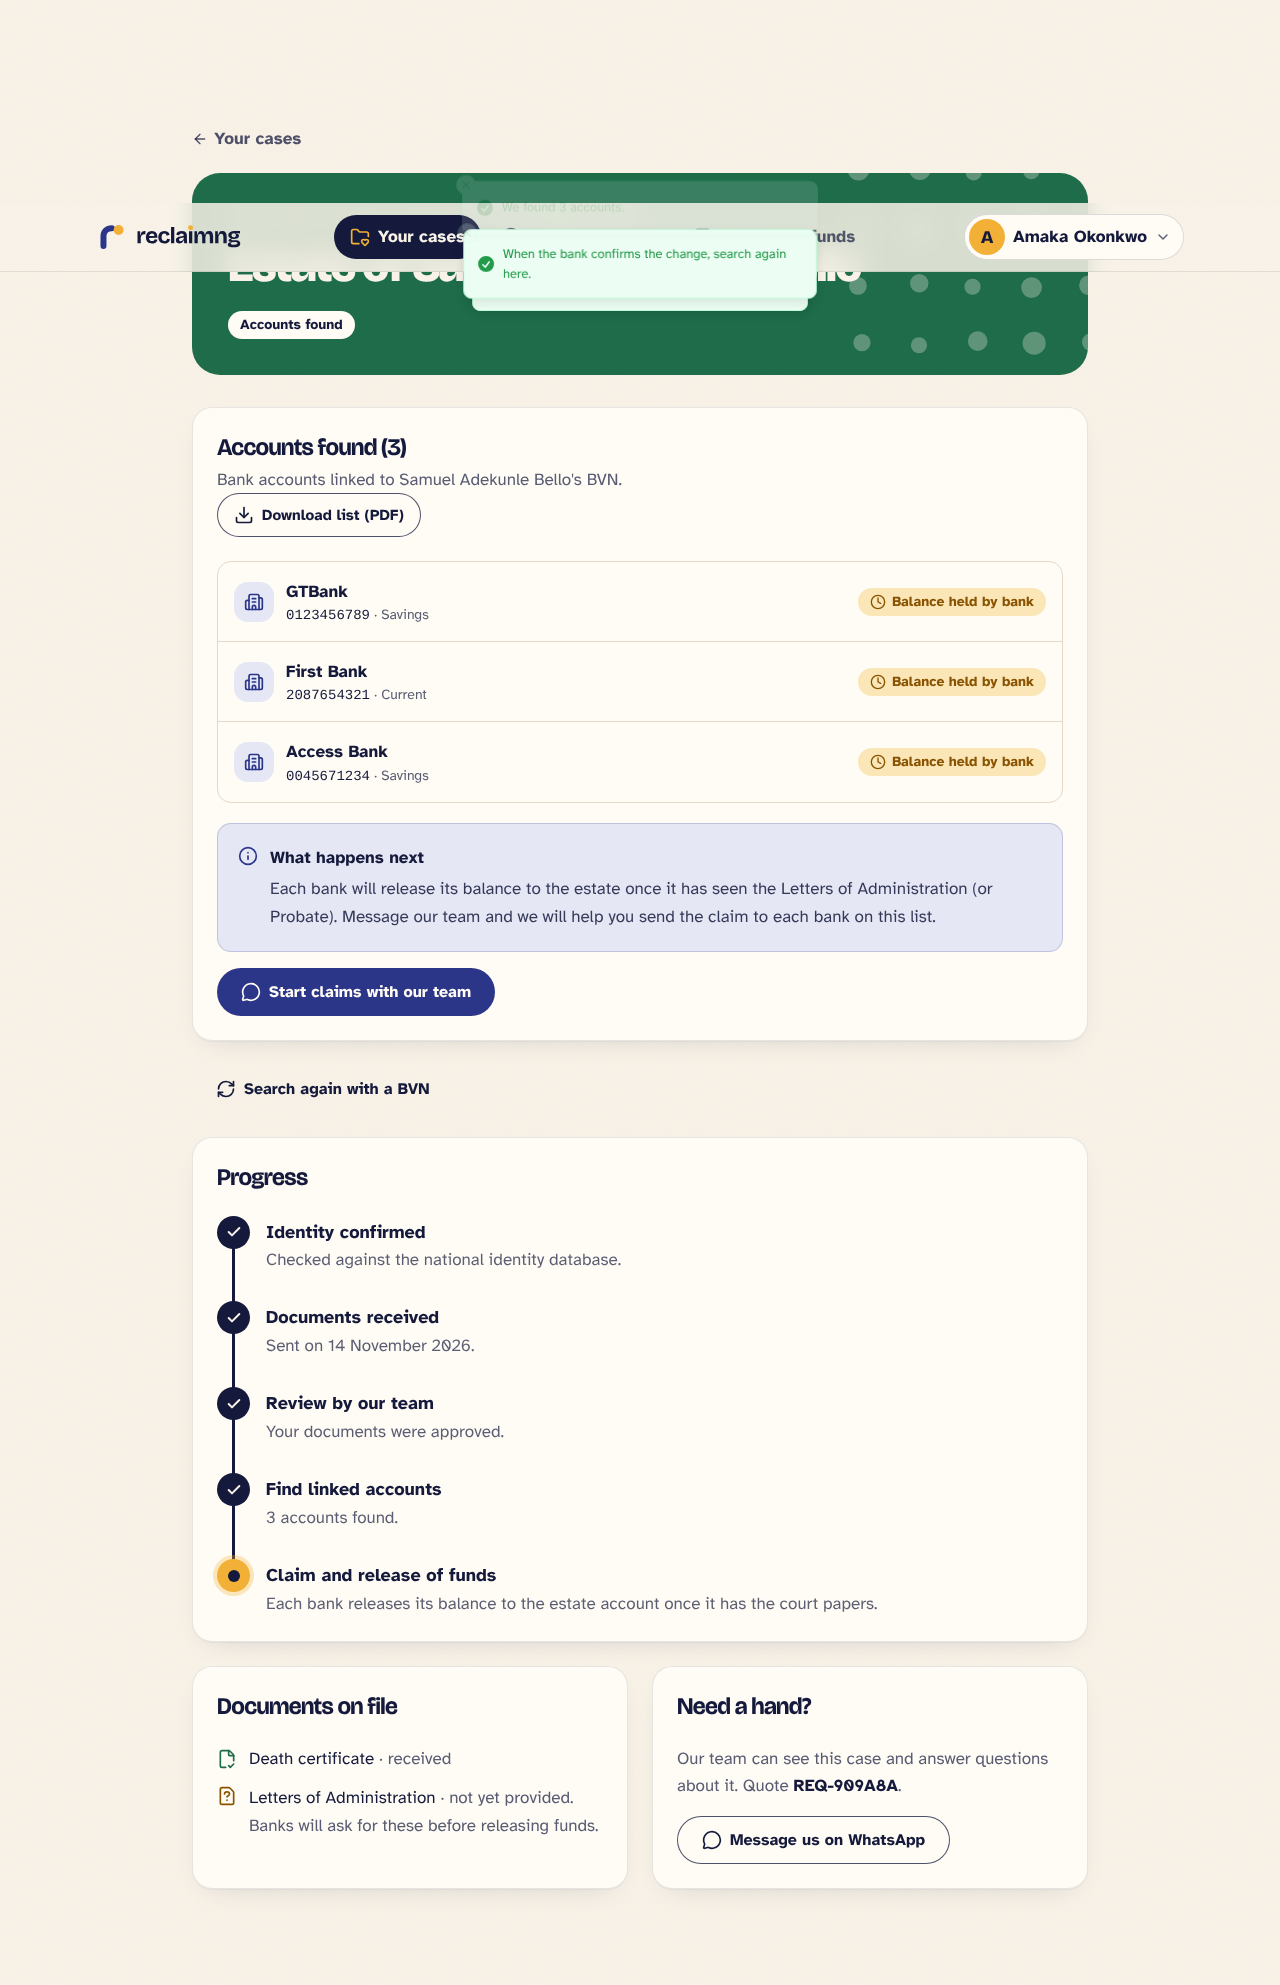 Your cases
We found 3 accounts.
reclaimng
Your cases
unds
A
Amaka Okonkwo
When the bank confirms the change, search again
here.
Estate of
Accounts found
Accounts found (3)
Bank accounts linked to Samuel Adekunle Bello's BVN.
Download list (PDF)
GTBank
0123456789 · Savings
Balance held by bank
First Bank
2087654321 · Current
Balance held by bank
Access Bank
0045671234 · Savings
Balance held by bank
What happens next
Each bank will release its balance to the estate once it has seen the Letters of Administration (or
Probate). Message our team and we will help you send the claim to each bank on this list.
Start claims with our team
Search again with a BVN
Progress
Identity confirmed
Checked against the national identity database.
Documents received
Sent on 14 November 2026.
Review by our team
Your documents were approved.
Find linked accounts
3 accounts found.
Claim and release of funds
Each bank releases its balance to the estate account once it has the court papers.
Documents on file
Death certificate · received
Letters of Administration · not yet provided.
Banks will ask for these before releasing funds.
Need a hand?
Our team can see this case and answer questions
about it. Quote REQ-909A8A.
Message us on WhatsApp